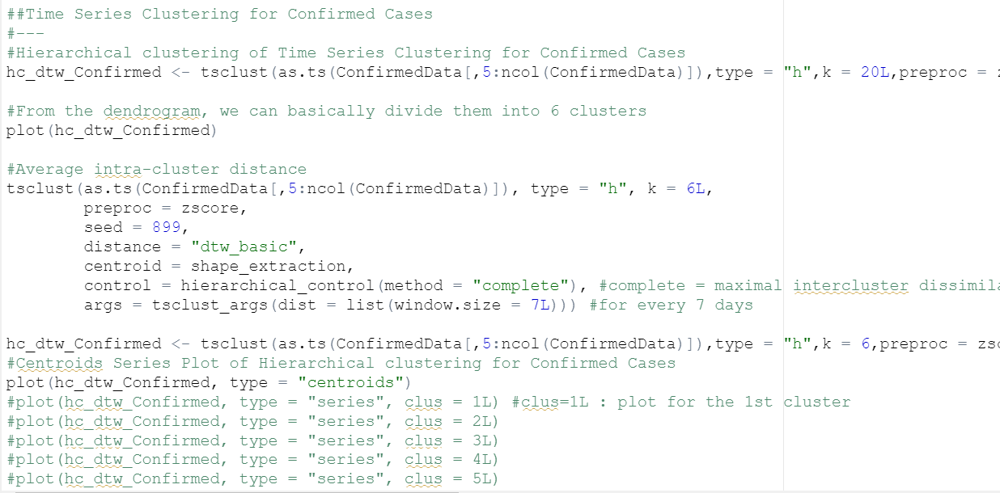 ##Time Series Clustering for Confirmed Cases
#---
#Hierarchical clustering of Time Series Clustering for Confirmed Cases
hc_dtw_Confirmed <- tsclust(as.ts(ConfirmedData[,5:ncol(ConfirmedData)]),type = "h",k = 20L,preproc =
#From the dendrogram, we can basically divide them into 6 clusters
plot(hc_dtw_Confirmed)
#Average intra-cluster distance
tsclust(as.ts(ConfirmedData[,5:ncol(ConfirmedData)]), type = "h", k = 6L,
preproc = zscore,
seed = 899,
distance = "dtw_basic",
centroid = shape_extraction,
control = hierarchical_control(method = "complete"), #complete = maximal intercluster dissimila
args = tsclust_args(dist = list(window.size = 7L))) #for every 7 days
hc_dtw_Confirmed <- tsclust(as.ts(ConfirmedData[,5:ncol(ConfirmedData)]),type = "h",k = 6,preproc = zsc
#Centroids Series Plot of Hierarchical clustering for Confirmed Cases
plot(hc_dtw_Confirmed, type = "centroids")
#plot(hc_dtw_Confirmed, type = "series", clus = 1L) #clus=1L : plot for the 1st cluster
#plot(hc_dtw_Confirmed, type = "series", clus = 2L)
#plot(hc_dtw_Confirmed, type = "series", clus = 3L)
#plot(hc_dtw_Confirmed, type = "series", clus = 4L)
#plot(hc_dtw_Confirmed, type = "series", clus = 5L)